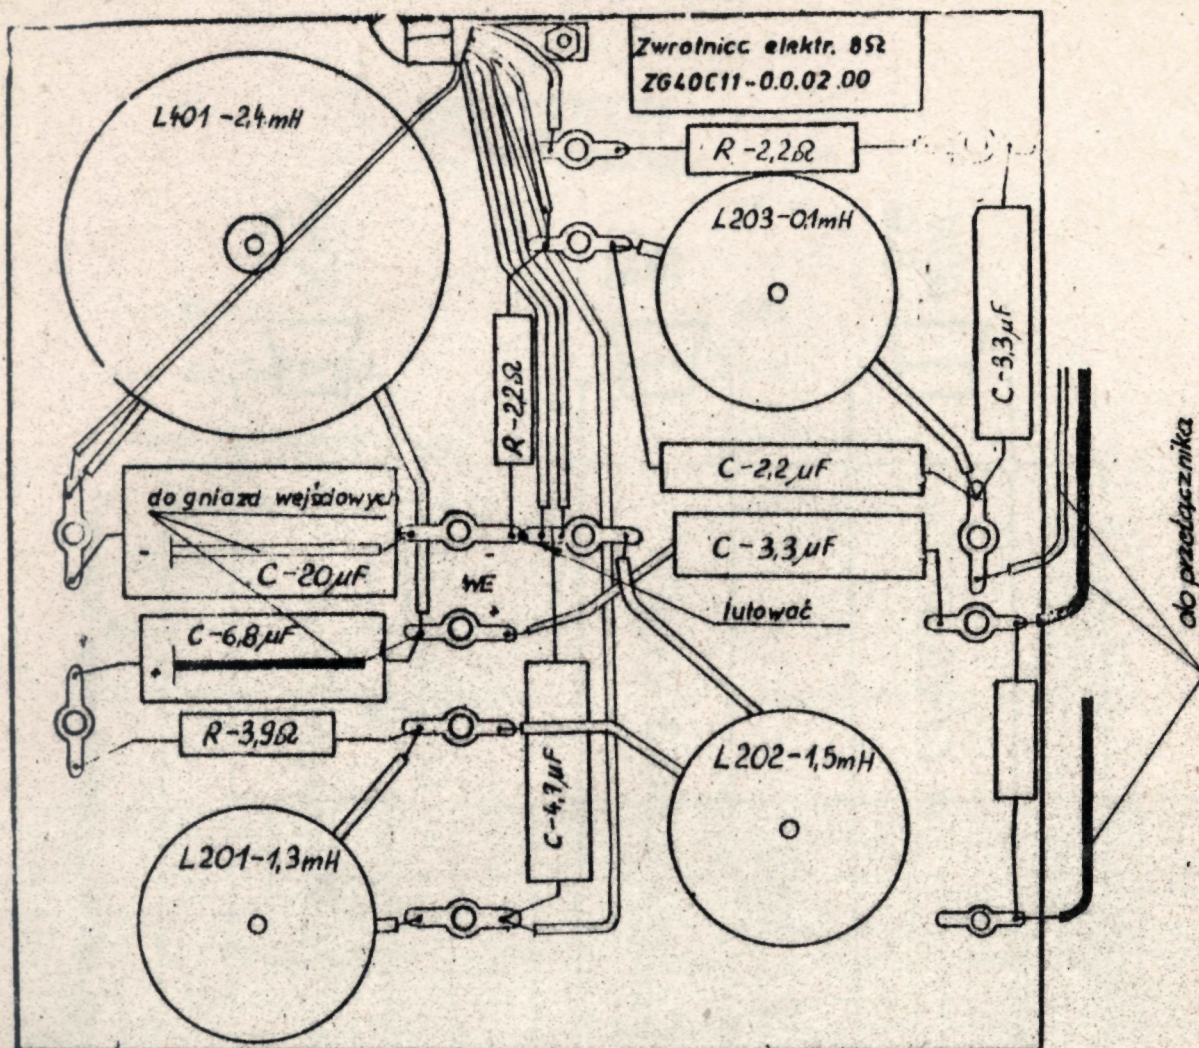 Zwrotnica elektr. 8Ω
ZG40C11-0.0.02.00
L401-2,4mH
R-2,2Ω
L203-0,1mH
C-3,3µF
R-2,2Ω
C-2,2µF
do gniazd wejściowych
-
C-20µF
C-3,3µF
-
WE
+
lutować
C-6,8µF
+
R-3,9Ω
C-4,7µF
L202-1,5mH
L201-1,3mH
do przełącznika